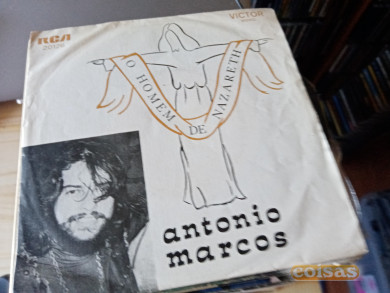 RCA
VICTOR
O HOMEM DE NAZARETH
antonio
marcos
coisas